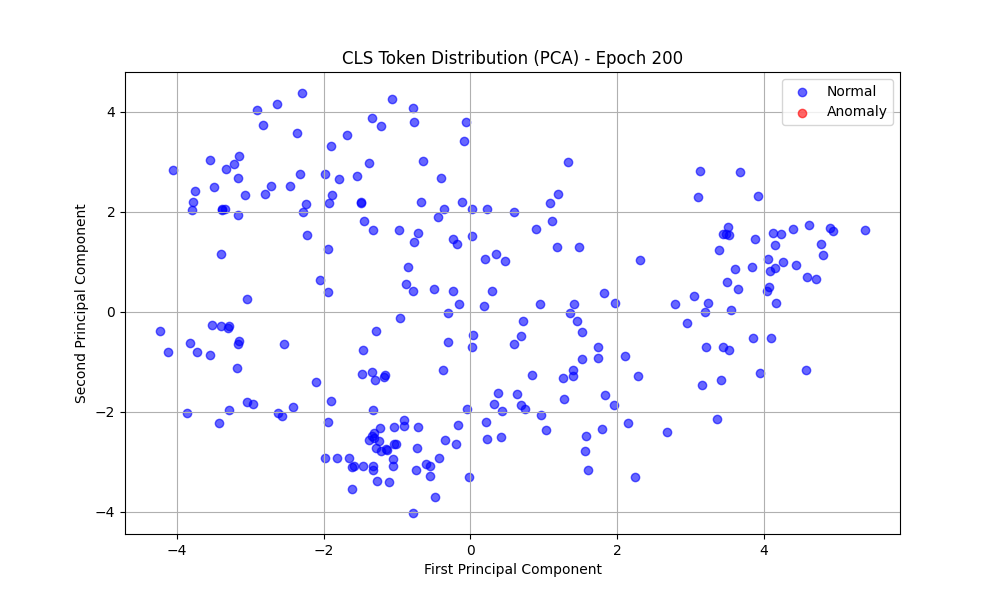 CLS Token Distribution (PCA) - Epoch 200
Normal
Anomaly
Second Principal Component
4
2
0
−2
−4
−4
−2
0
2
4
First Principal Component